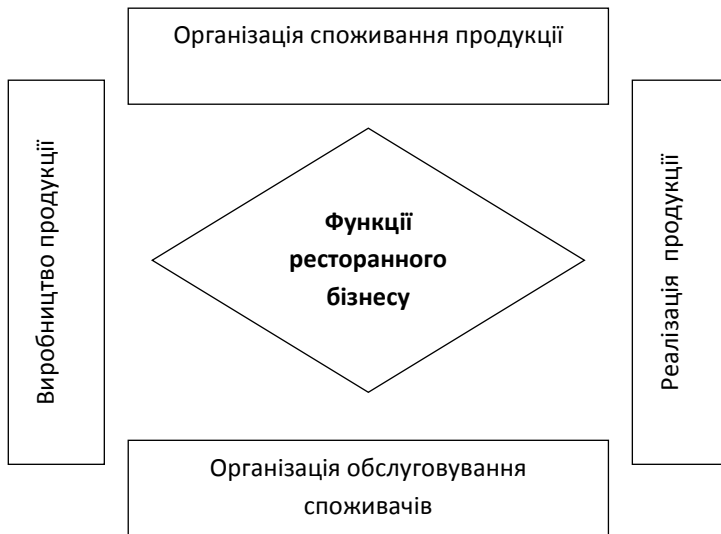 Організація споживання продукції
Виробництво продукції
Функції
ресторанного
бізнесу
Реалізація продукції
Організація обслуговування
споживачів